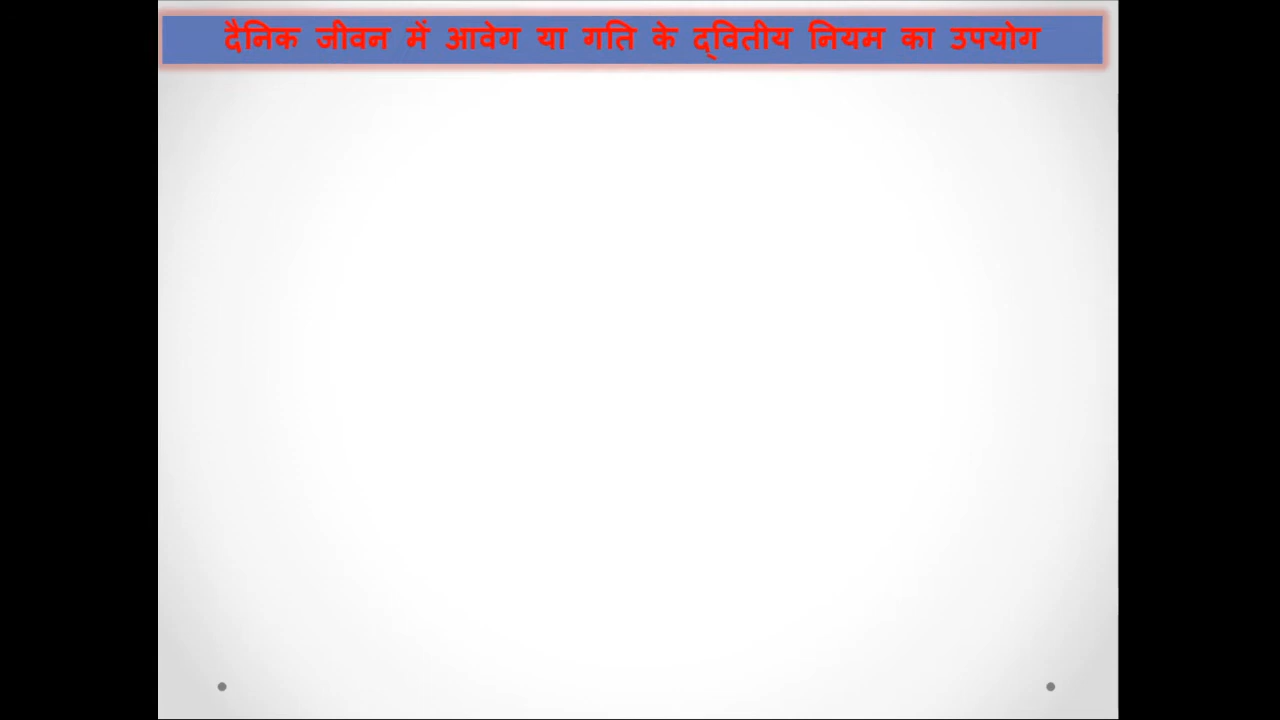 दैनिक जीवन में आवेग या गति के द्वितीय नियम का उपयोग